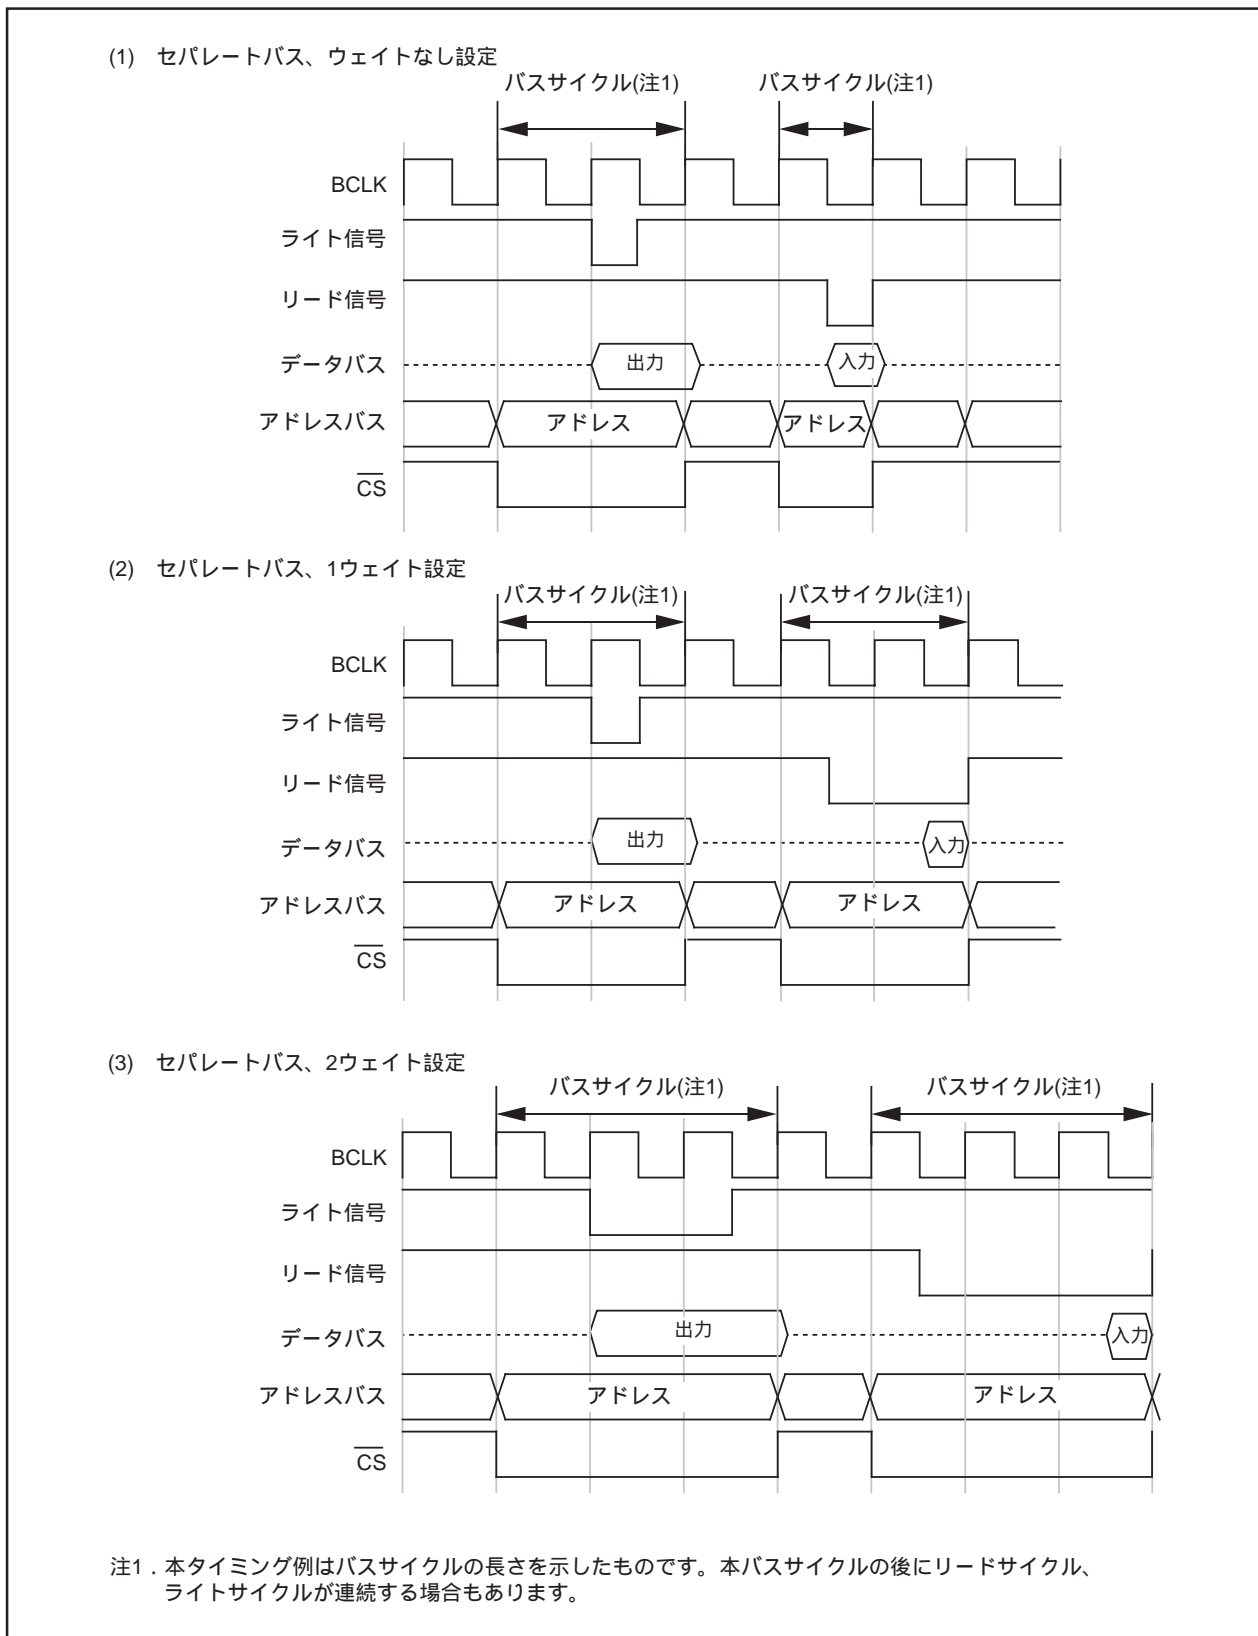 (1) セパレートバス、ウェイトなし設定
バスサイクル(注1) バスサイクル(注1)
BCLK
ライト信号
リード信号
データバス 出力 入力
アドレスバス アドレス アドレス
CS
(2) セパレートバス、1ウェイト設定
バスサイクル(注1) バスサイクル(注1)
BCLK
ライト信号
リード信号
データバス 出力 入力
アドレスバス アドレス アドレス
CS
(3) セパレートバス、2ウェイト設定
バスサイクル(注1) バスサイクル(注1)
BCLK
ライト信号
リード信号
データバス 出力 入力
アドレスバス アドレス アドレス
CS
注1．本タイミング例はバスサイクルの長さを示したものです。本バスサイクルの後にリードサイクル、
ライトサイクルが連続する場合もあります。